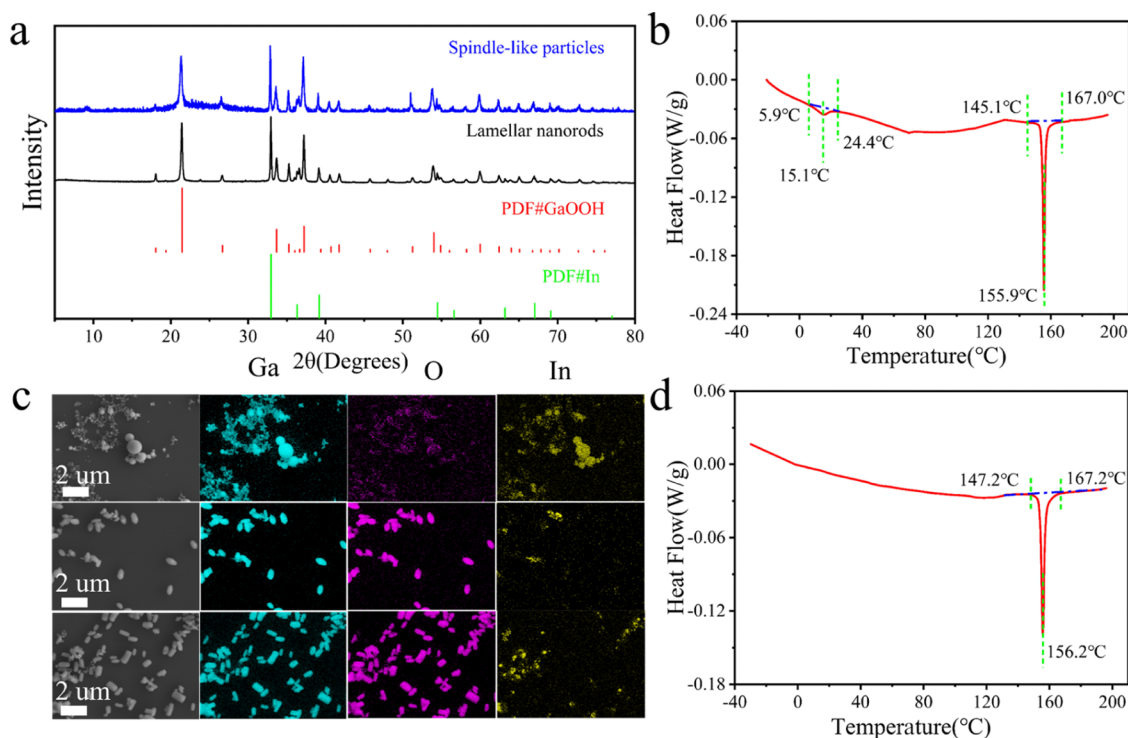 a
Spindle-like particles
Lamellar nanorods
PDF#GaOOH
PDF#In
Intensity
10 20 30 40 50 60 70 80
2θ(Degrees)
b
0.06
0.00
-0.06
-0.12
-0.18
-0.24
Heat Flow(W/g)
5.9℃
15.1℃
24.4℃
145.1℃
167.0℃
155.9℃
-40 0 40 80 120 160 200
Temperature(℃)
c
Ga O In
2 um
2 um
2 um
d
0.06
0.00
-0.06
-0.12
-0.18
Heat Flow(W/g)
147.2℃
167.2℃
156.2℃
-40 0 40 80 120 160 200
Temperature(℃)